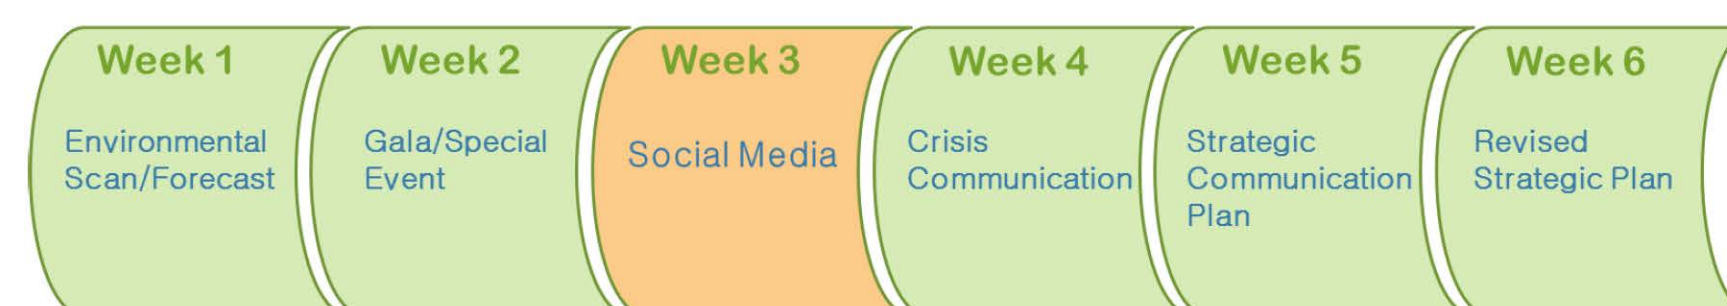 Week 1
Environmental
Scan/Forecast
Week 2
Gala/Special
Event
Week 3
Social Media
Week 4
Crisis
Communication
Week 5
Strategic
Communication
Plan
Week 6
Revised
Strategic Plan